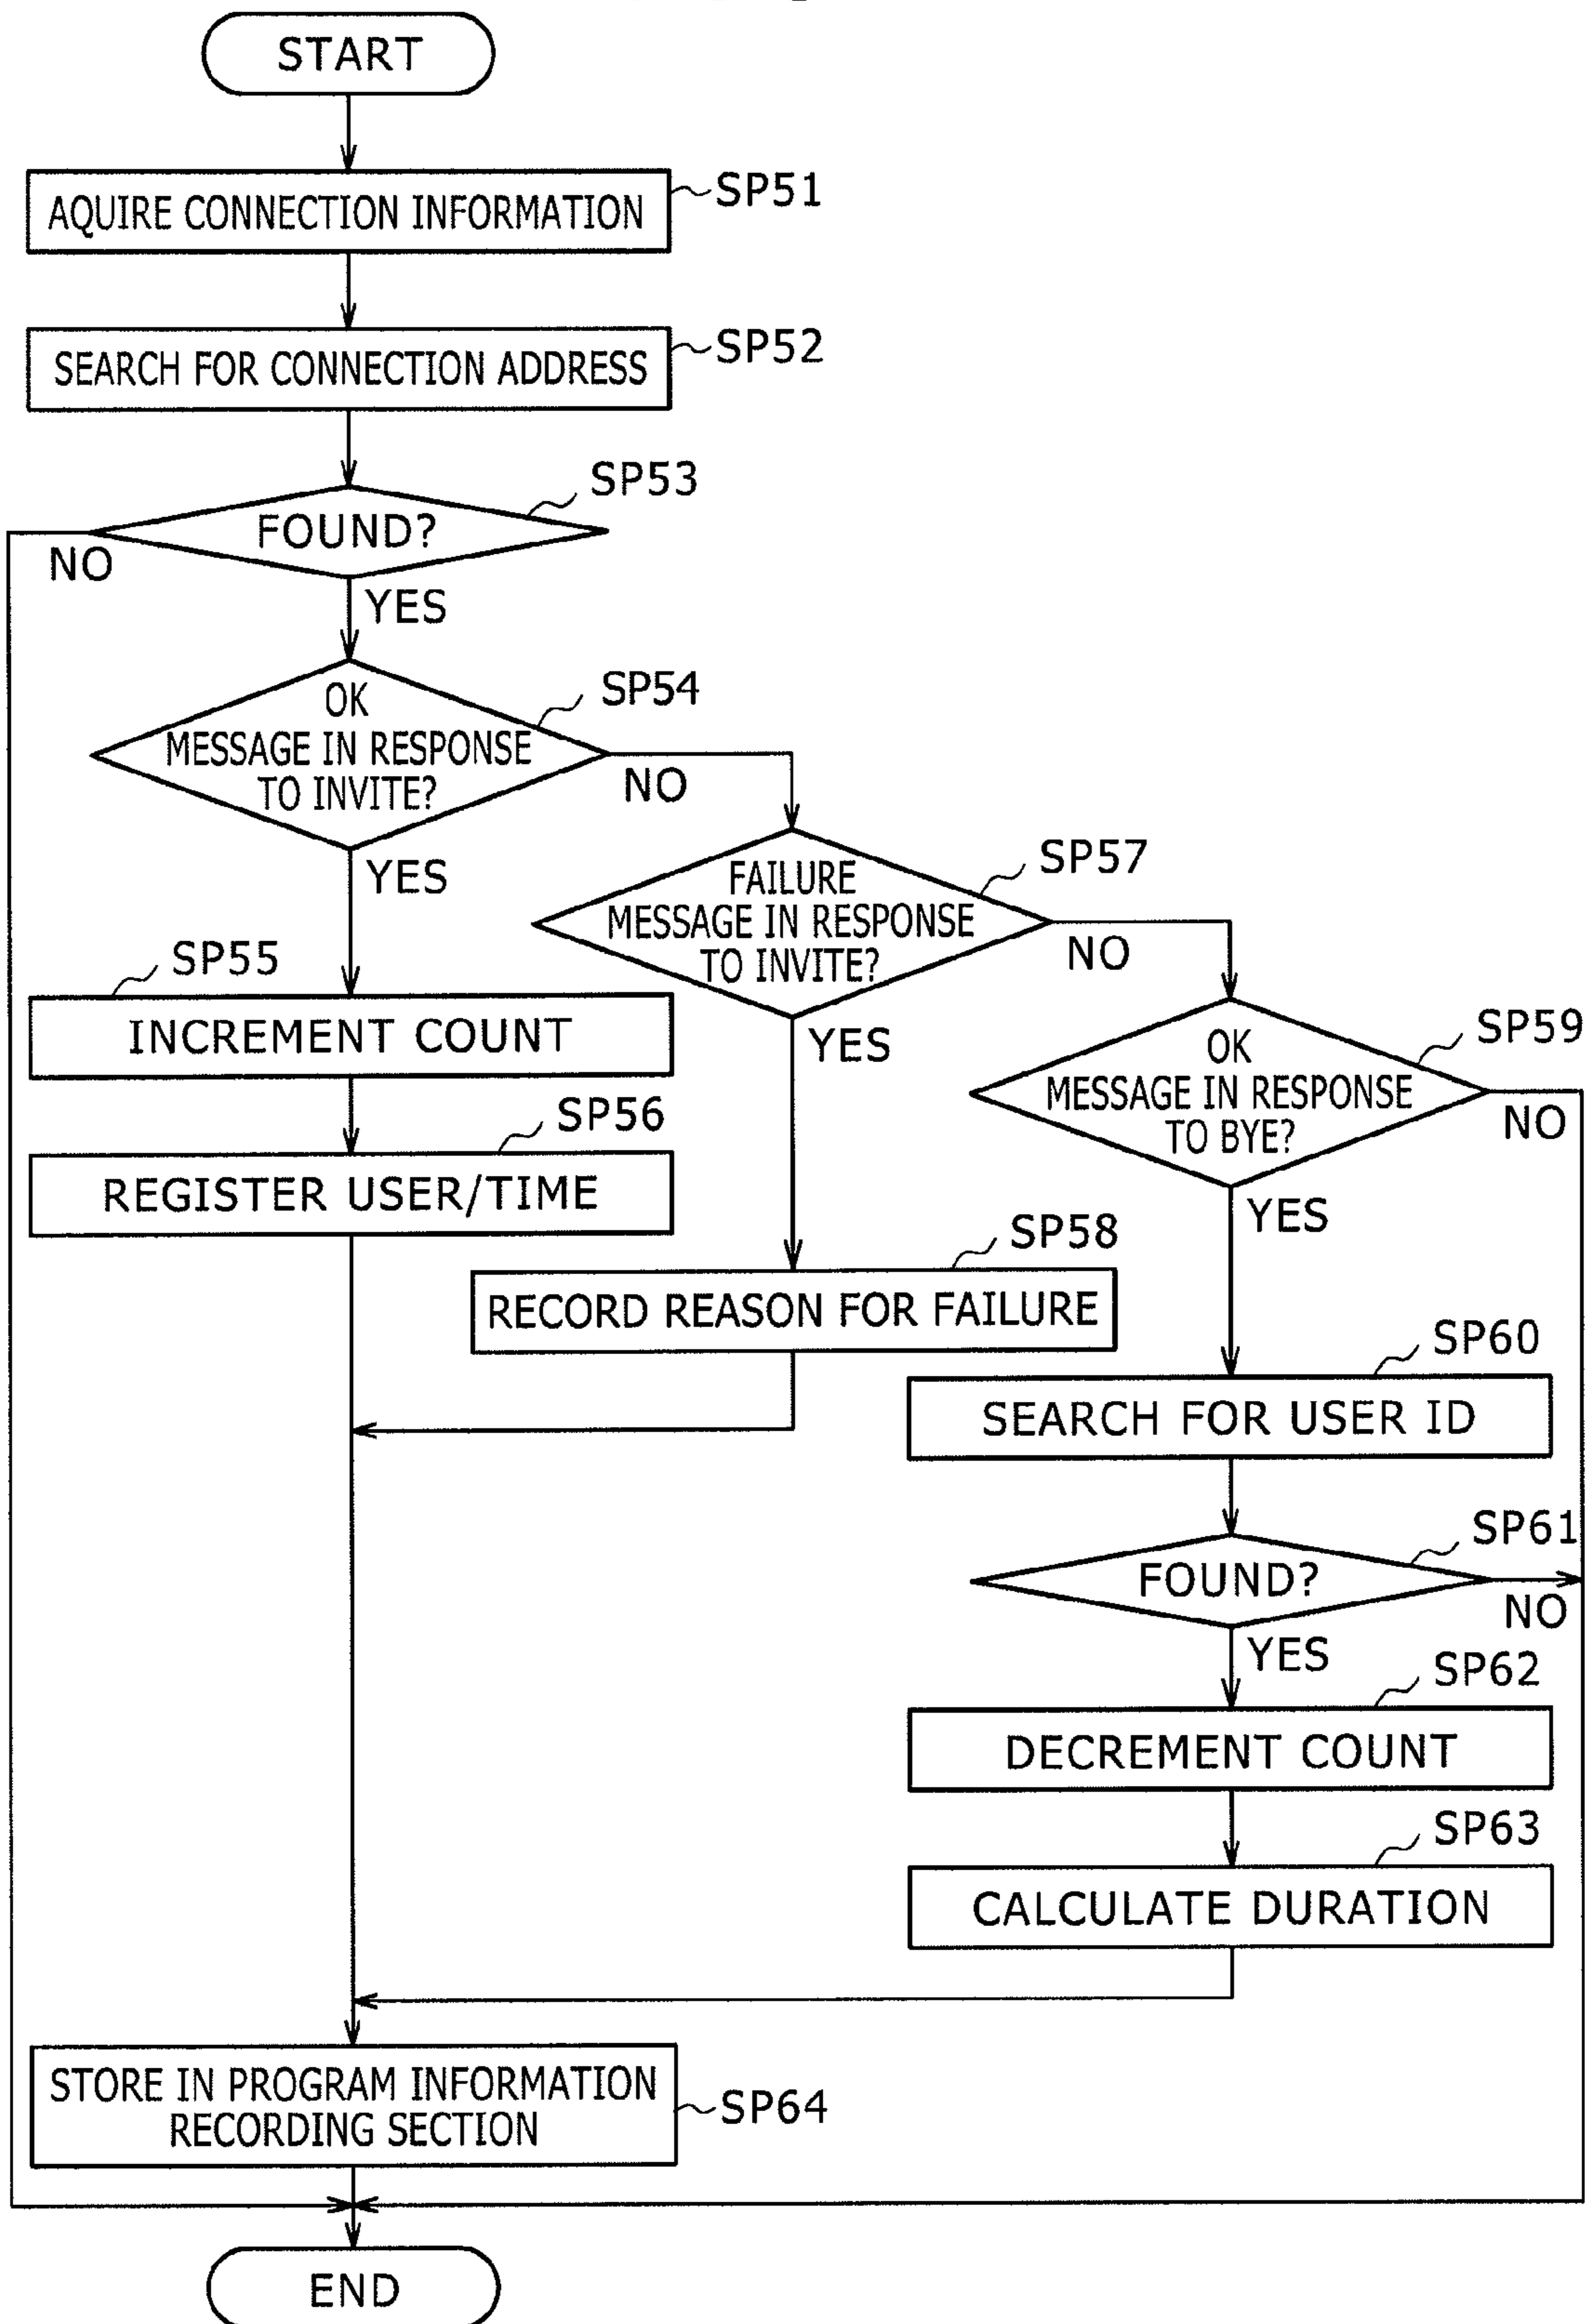 START
AQUIRE CONNECTION INFORMATION
SP51
SEARCH FOR CONNECTION ADDRESS
SP52
SP53
FOUND?
NO
YES
SP54
OK
MESSAGE IN RESPONSE
TO INVITE?
NO
YES
SP57
FAILURE
MESSAGE IN RESPONSE
TO INVITE?
NO
YES
SP55
INCREMENT COUNT
SP56
REGISTER USER/TIME
SP59
OK
MESSAGE IN RESPONSE
TO BYE?
NO
YES
SP58
RECORD REASON FOR FAILURE
SP60
SEARCH FOR USER ID
SP61
FOUND?
NO
YES
SP62
DECREMENT COUNT
SP63
CALCULATE DURATION
STORE IN PROGRAM INFORMATION
RECORDING SECTION
SP64
END